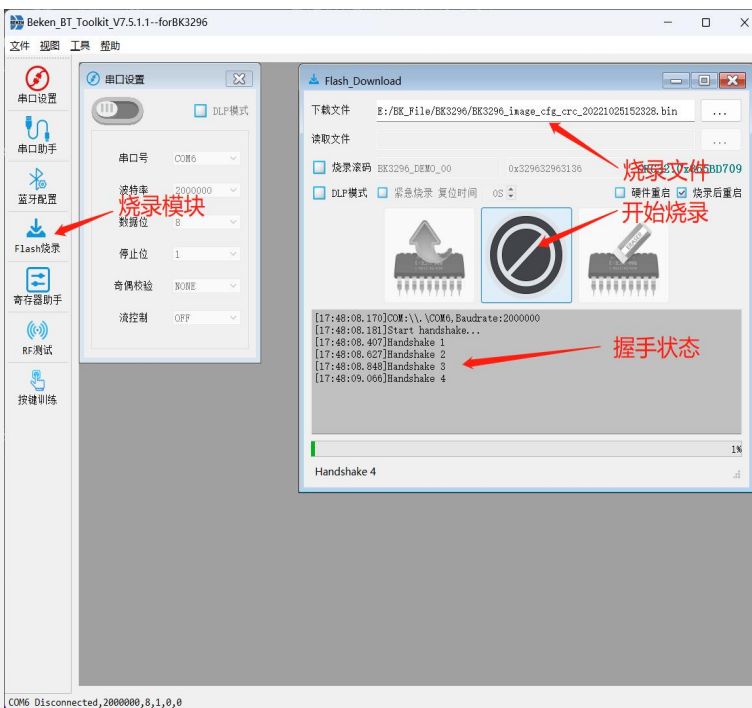 Beken_BT_Toolkit_V7.5.1.1--forBK3296
文件 视图 工具 帮助
串口设置
串口助手
蓝牙配置
Flash烧录
寄存器助手
RF测试
按键训练
串口设置
DLP模式
串口号 COM6
波特率 2000000
数据位 8
停止位 1
奇偶校验 NONE
流控制 OFF
烧录模块
Flash_Download
下载文件 E:/BK_File/BK3296/BK3296_image_cfg_crc_20221025152328.bin ...
读取文件 ...
烧录滚码 BK3296_DEMO_00 0x329632963136
烧录文件
DLP模式 紧急烧录 复位时间 0S 硬件重启 烧录后重启
开始烧录
[17:48:08.170]COM:\\.\COM6,Baudrate:2000000
[17:48:08.181]Start handshake...
[17:48:08.407]Handshake 1
[17:48:08.627]Handshake 2
[17:48:08.848]Handshake 3
[17:48:09.066]Handshake 4
握手状态
1%
Handshake 4
COM6 Disconnected,2000000,8,1,0,0